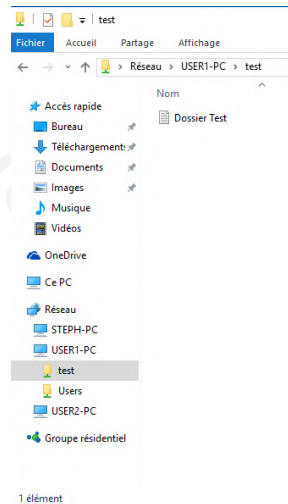 test
Fichier Accueil Partage Affichage
Réseau > USER1-PC > test
Nom
Accès rapide
Dossier Test
Bureau
Téléchargements
Documents
Images
Musique
Vidéos
OneDrive
Ce PC
Réseau
STEPH-PC
USER1-PC
test
Users
USER2-PC
Groupe résidentiel
1 élément